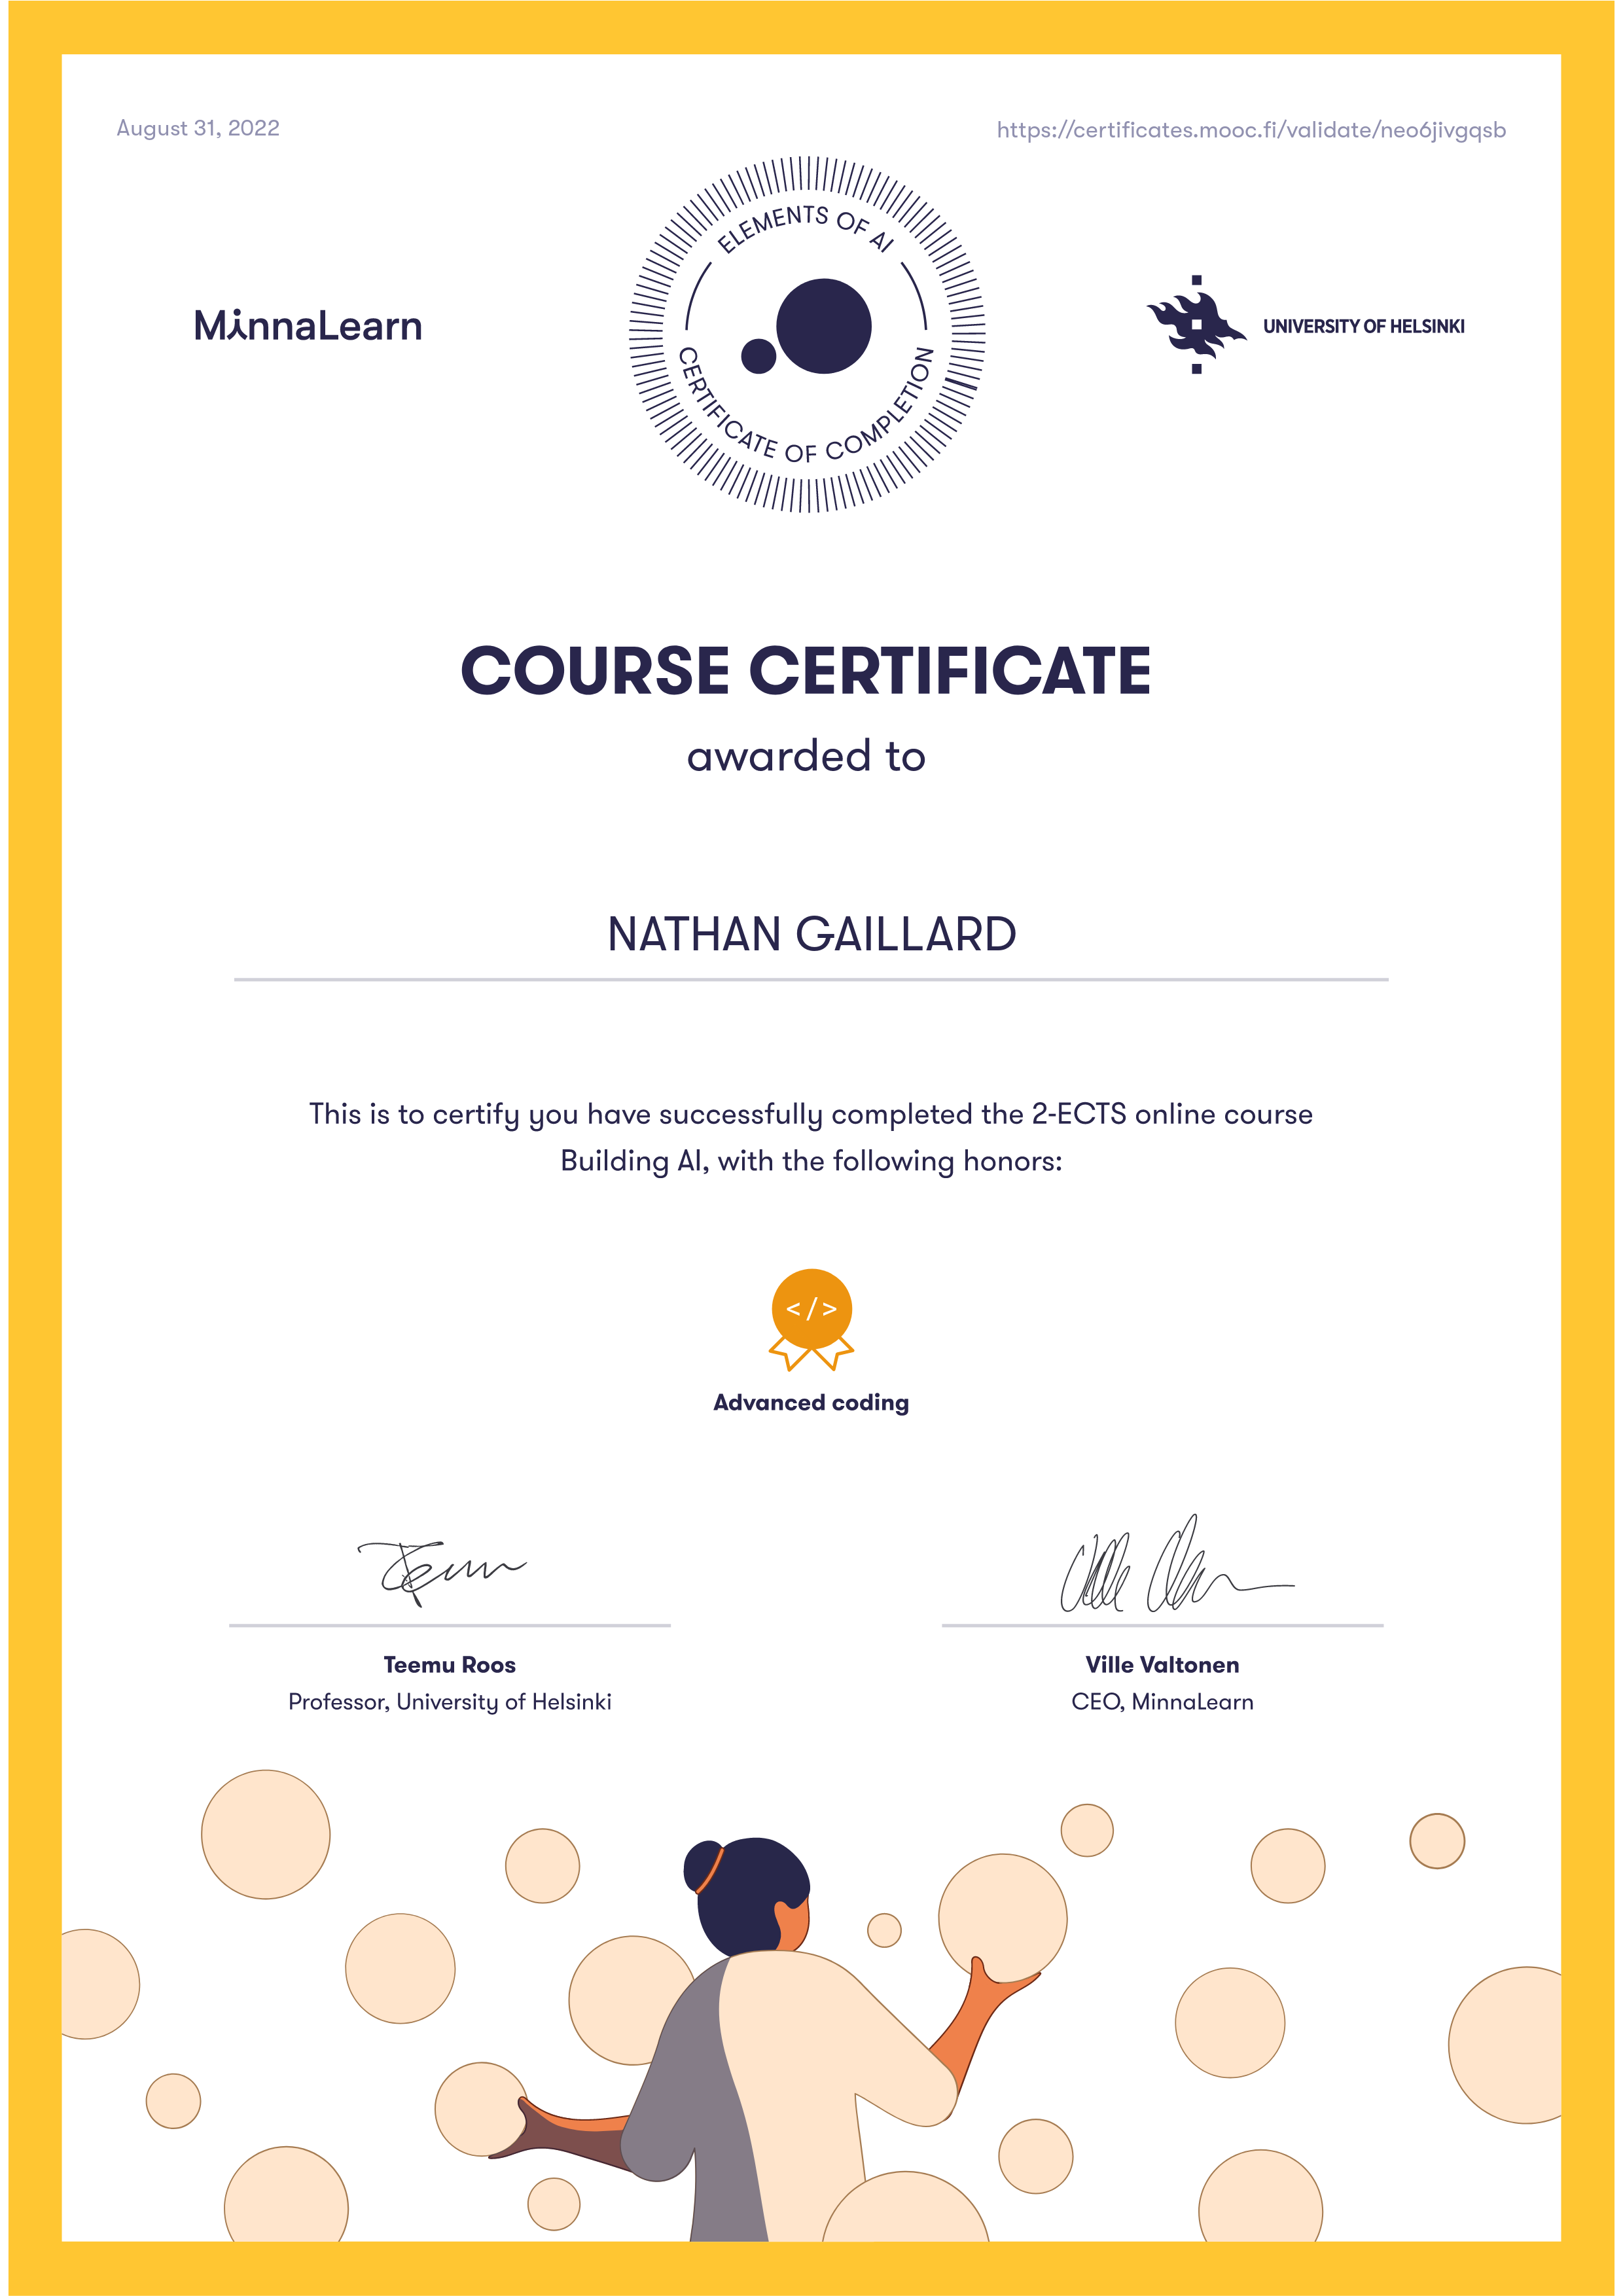 August 31, 2022
https://certificates.mooc.fi/validate/neo6jivgqsb
ELEMENTS OF AI
CERTIFICATE OF COMPLETION
MinnaLearn
UNIVERSITY OF HELSINKI
COURSE CERTIFICATE
awarded to
NATHAN GAILLARD
This is to certify you have successfully completed the 2-ECTS online course
Building AI, with the following honors:
</>
Advanced coding
Teemu Roos
Professor, University of Helsinki
Ville Valtonen
CEO, MinnaLearn